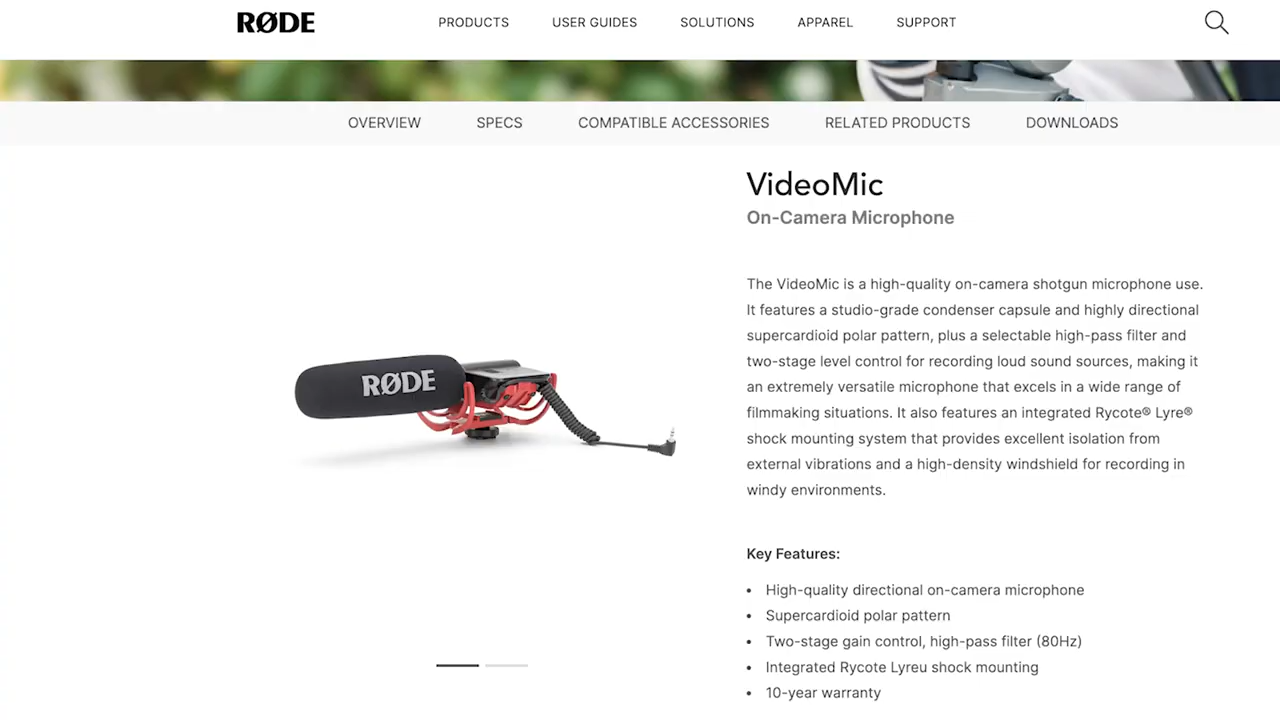 RØDE
PRODUCTS
USER GUIDES
SOLUTIONS
APPAREL
SUPPORT
OVERVIEW
SPECS
COMPATIBLE ACCESSORIES
RELATED PRODUCTS
DOWNLOADS
RØDE
VideoMic
On-Camera Microphone
The VideoMic is a high-quality on-camera shotgun microphone use.
It features a studio-grade condenser capsule and highly directional
supercardioid polar pattern, plus a selectable high-pass filter and
two-stage level control for recording loud sound sources, making it
an extremely versatile microphone that excels in a wide range of
filmmaking situations. It also features an integrated Rycote® Lyre®
shock mounting system that provides excellent isolation from
external vibrations and a high-density windshield for recording in
windy environments.
Key Features:
• High-quality directional on-camera microphone
• Supercardioid polar pattern
• Two-stage gain control, high-pass filter (80Hz)
• Integrated Rycote Lyreu shock mounting
• 10-year warranty